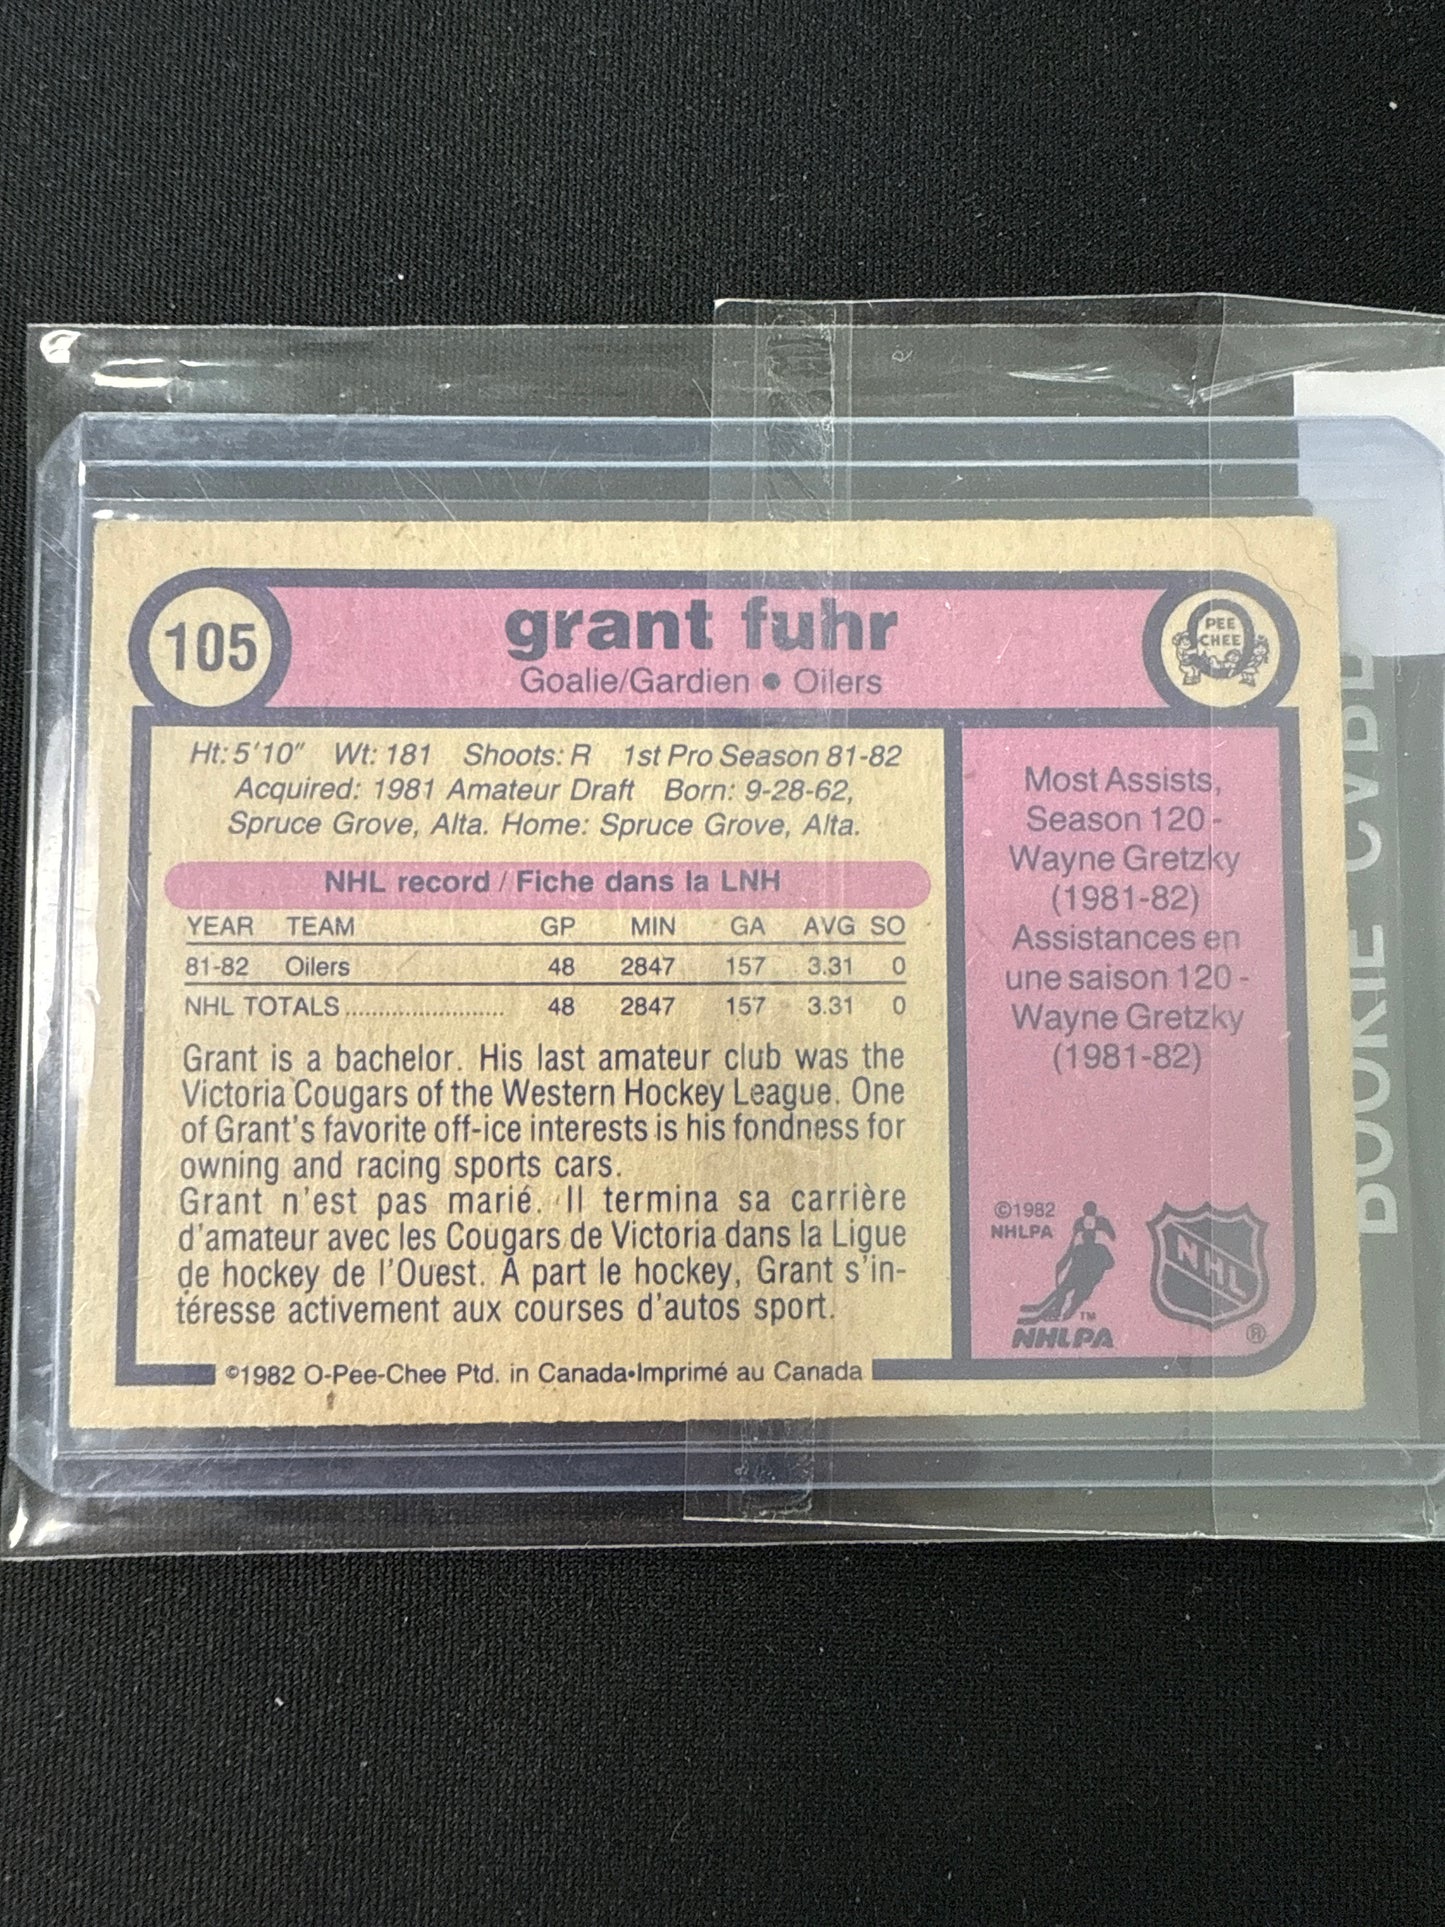 105
grant fuhr
Goalie/Gardien • Oilers
PEE
CHEE
Ht: 5'10" Wt: 181 Shoots: R 1st Pro Season 81-82
Acquired: 1981 Amateur Draft Born: 9-28-62,
Spruce Grove, Alta. Home: Spruce Grove, Alta.
NHL record / Fiche dans la LNH
YEAR TEAM GP MIN GA AVG SO
81-82 Oilers 48 2847 157 3.31 0
NHL TOTALS........................ 48 2847 157 3.31 0
Grant is a bachelor. His last amateur club was the
Victoria Cougars of the Western Hockey League. One
of Grant's favorite off-ice interests is his fondness for
owning and racing sports cars.
Grant n'est pas marié. Il termina sa carrière
d'amateur avec les Cougars de Victoria dans la Ligue
de hockey de l'Ouest. A part le hockey, Grant s'in-
téresse activement aux courses d'autos sport.
©1982 O-Pee-Chee Ptd. in Canada•Imprimé au Canada
Most Assists,
Season 120 -
Wayne Gretzky
(1981-82)
Assistances en
une saison 120 -
Wayne Gretzky
(1981-82)
©1982
NHLPA
™
NHLPA
NHL
®